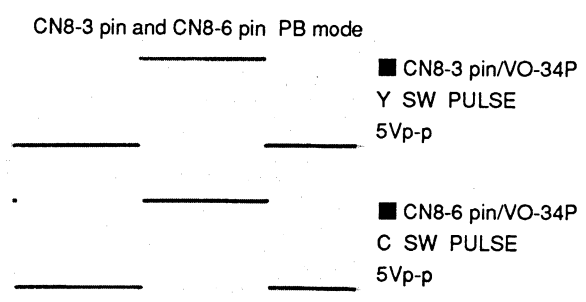 CN8-3 pin and CN8-6 pin PB mode
■ CN8-3 pin/VO-34P
Y SW PULSE
5Vp-p
■ CN8-6 pin/VO-34P
C SW PULSE
5Vp-p